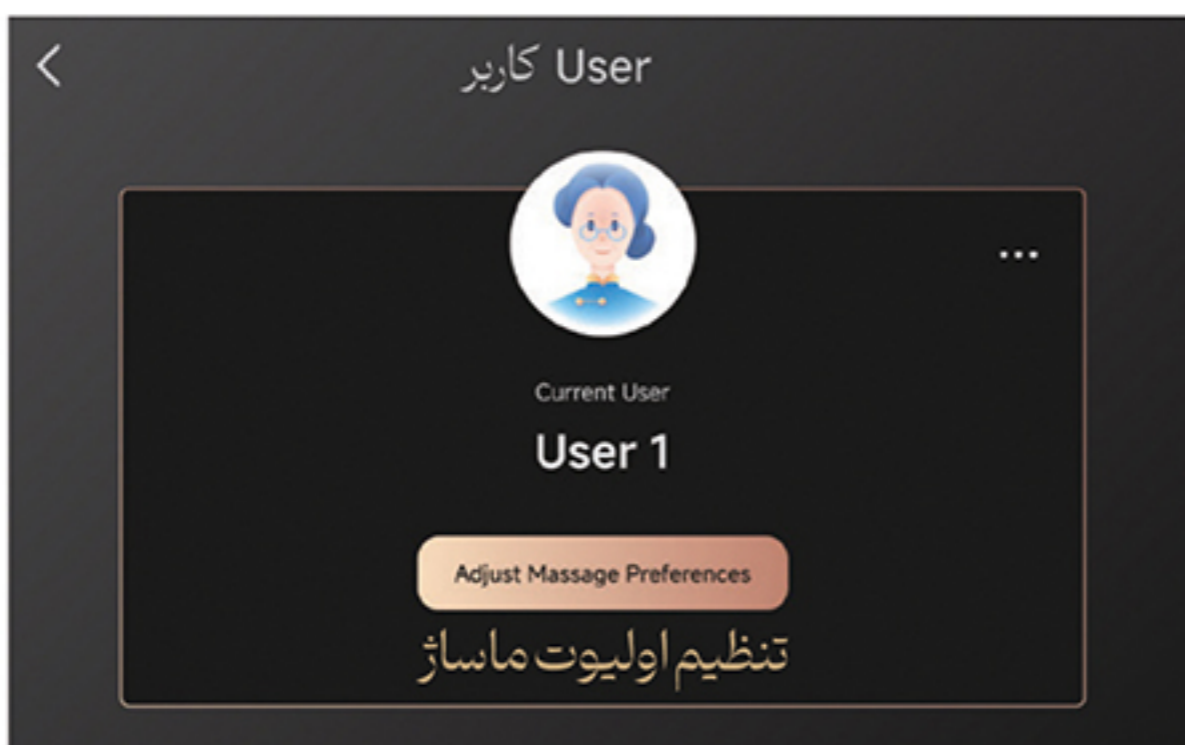 کاربر User
Current User
User 1
Adjust Massage Preferences
تنظیم اولیوت ماساژ